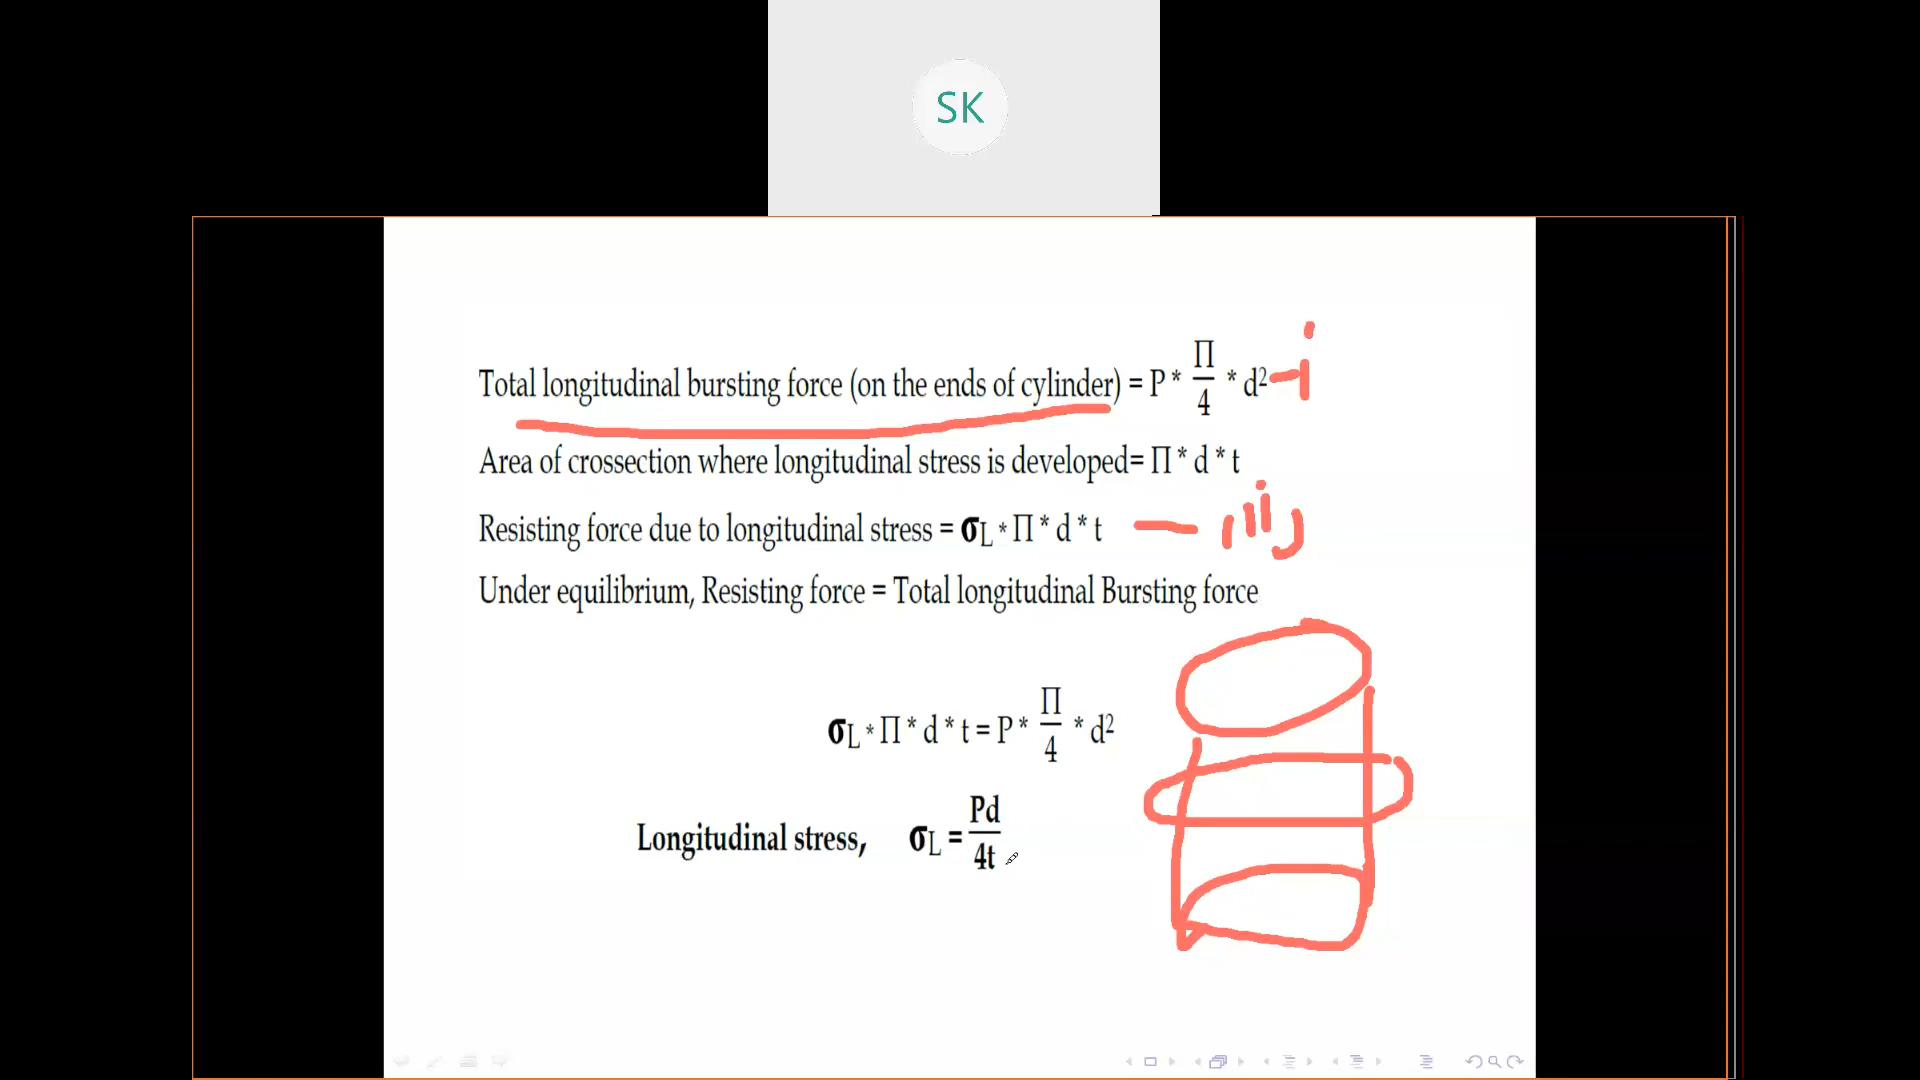 SK
Total longitudinal bursting force (on the ends of cylinder) = P * Π/4 * d² - i
Area of crossection where longitudinal stress is developed= Π * d * t
Resisting force due to longitudinal stress = σL * Π * d * t
Under equilibrium, Resisting force = Total longitudinal Bursting force
σL * Π * d * t = P * Π/4 * d²
Longitudinal stress, σL = Pd/4t